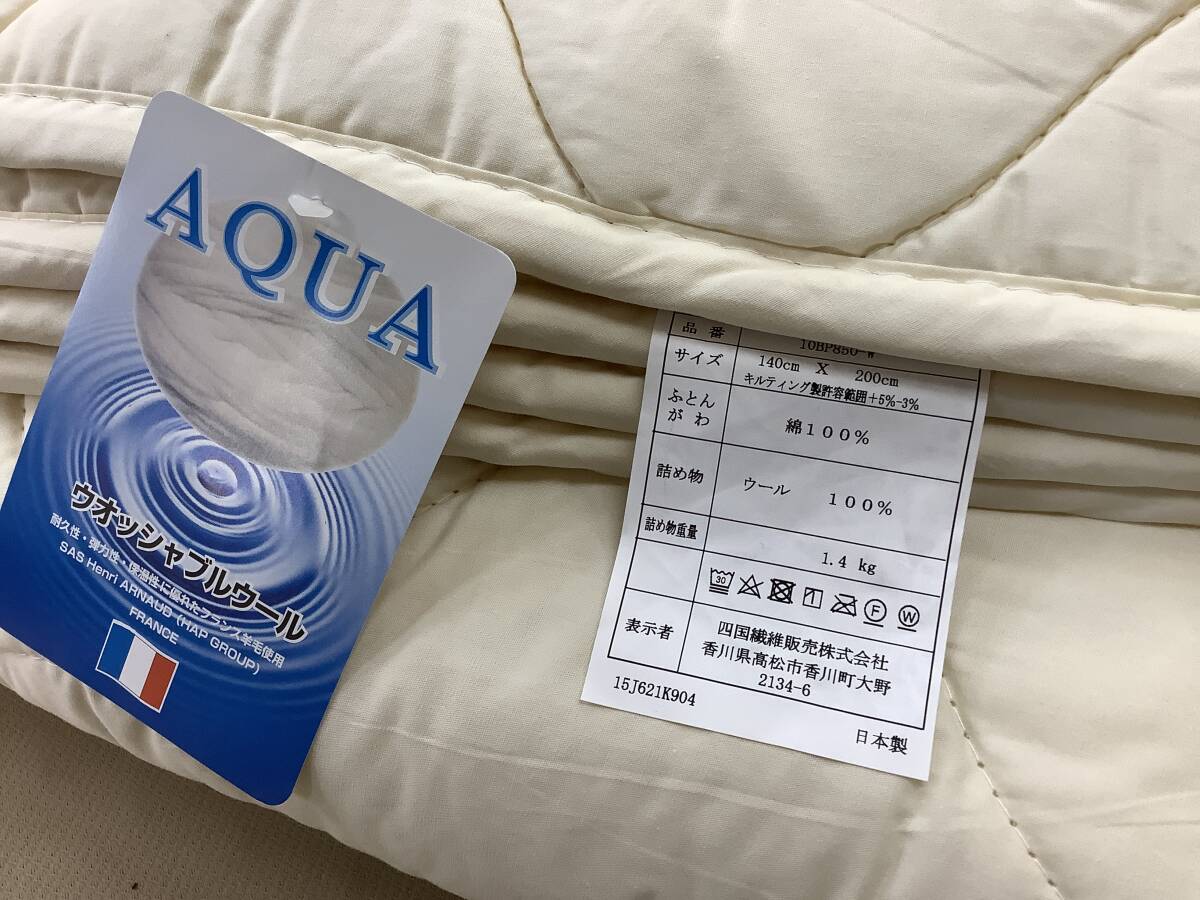 AQUA
ウオッシャブルウール
耐久性・弾力性・保温性に優れたフランス羊毛使用
SAS Henri ARNAUD (HAP GROUP)
FRANCE
品番 10BP850-W
サイズ 140cm X 200cm
キルティング製許容範囲+5%-3%
ふとん
がわ 綿100%
詰め物 ウール 100%
詰め物重量 1.4 kg
30 F W
表示者 四国繊維販売株式会社
香川県髙松市香川町大野
2134-6
15J621K904
日本製